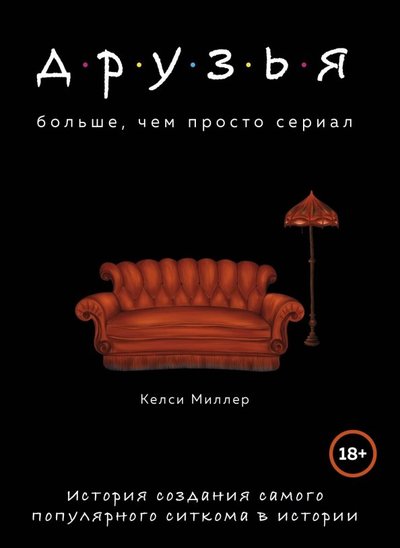 Д·Р·У·З·Ь·Я
больше, чем просто сериал
Келси Миллер
18+
История создания самого
популярного ситкома в истории